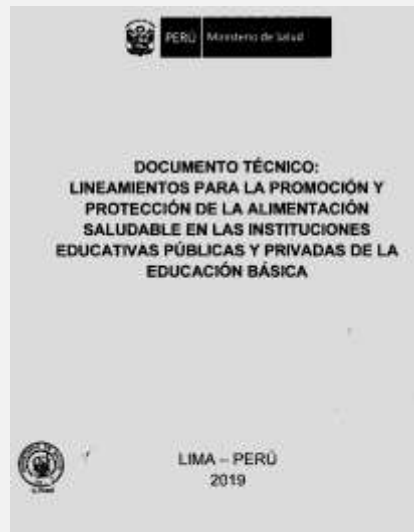 PERÚ Ministerio de Salud
DOCUMENTO TÉCNICO:
LINEAMIENTOS PARA LA PROMOCIÓN Y
PROTECCIÓN DE LA ALIMENTACIÓN
SALUDABLE EN LAS INSTITUCIONES
EDUCATIVAS PÚBLICAS Y PRIVADAS DE LA
EDUCACIÓN BÁSICA
LIMA – PERÚ
2019